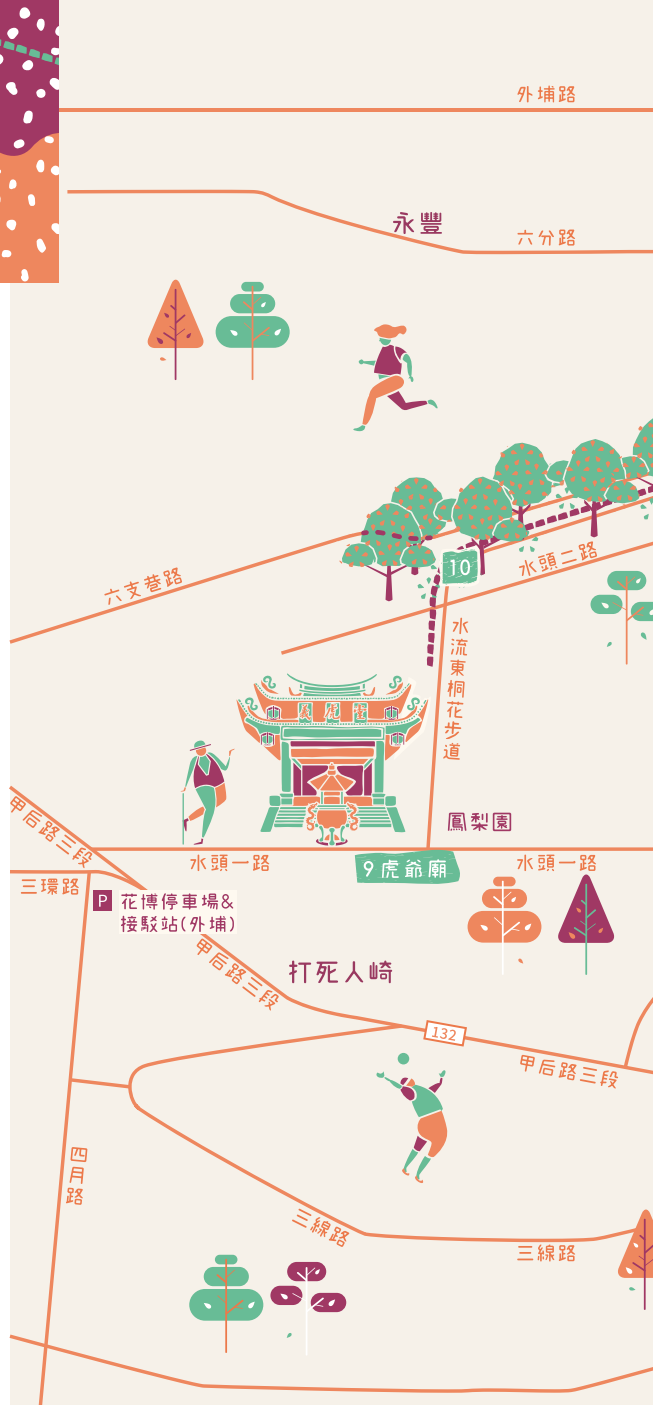 外埔路
永豐
六分路
10
水頭二路
六支巷路
水流東桐花步道
鳳梨園
甲后路三段
水頭一路
9虎爺廟
水頭一路
三環路
P 花博停車場&
接駁站(外埔)
甲后路三段
打死人崎
132
甲后路三段
四月路
三線路
三線路